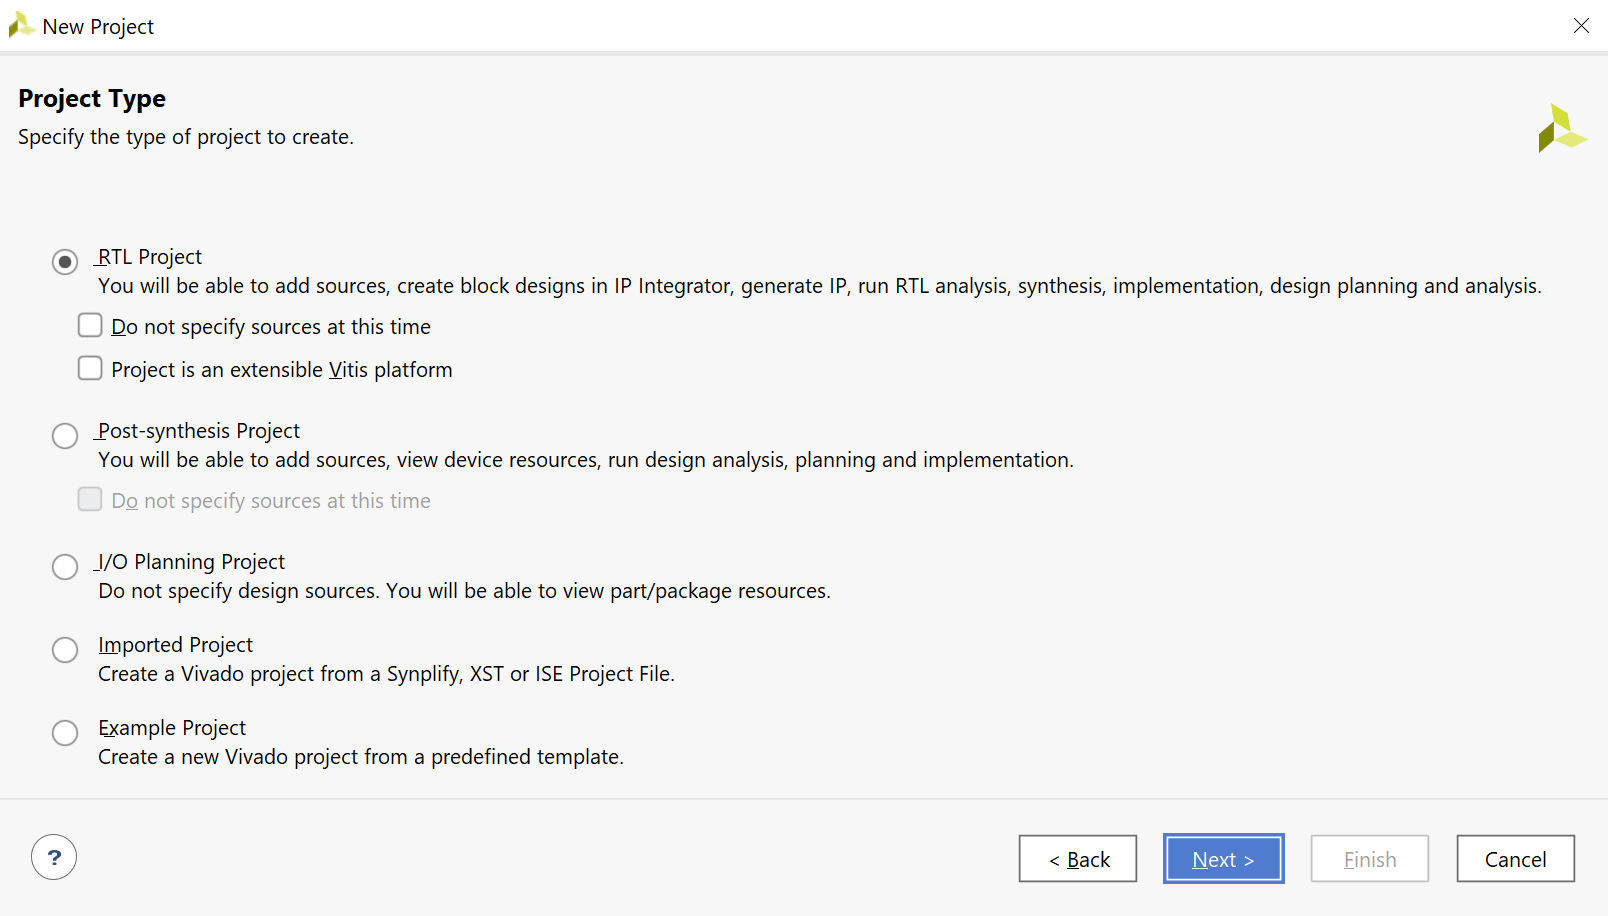 New Project
Project Type
Specify the type of project to create.
RTL Project
You will be able to add sources, create block designs in IP Integrator, generate IP, run RTL analysis, synthesis, implementation, design planning and analysis.
Do not specify sources at this time
Project is an extensible Vitis platform
Post-synthesis Project
You will be able to add sources, view device resources, run design analysis, planning and implementation.
Do not specify sources at this time
I/O Planning Project
Do not specify design sources. You will be able to view part/package resources.
Imported Project
Create a Vivado project from a Synplify, XST or ISE Project File.
Example Project
Create a new Vivado project from a predefined template.
? < Back Next > Finish Cancel